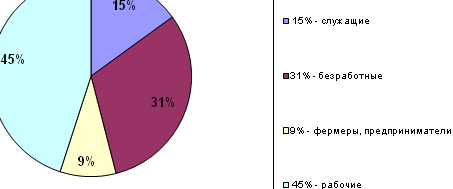 15%
45%
31%
9%
15% - служащие
31% - безработные
9% - фермеры, предприниматели
45% - рабочие